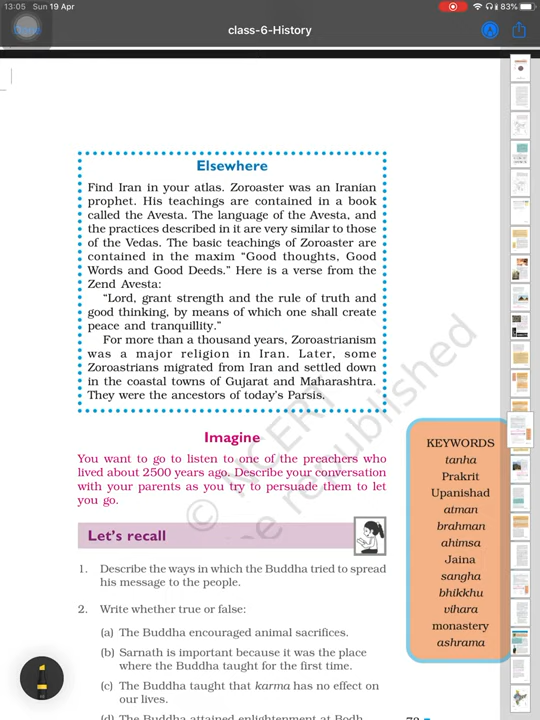 13:05 Sun 19 Apr
83%
Done
class-6-History
Elsewhere
Find Iran in your atlas. Zoroaster was an Iranian
prophet. His teachings are contained in a book
called the Avesta. The language of the Avesta, and
the practices described in it are very similar to those
of the Vedas. The basic teachings of Zoroaster are
contained in the maxim “Good thoughts, Good
Words and Good Deeds.” Here is a verse from the
Zend Avesta:
“Lord, grant strength and the rule of truth and
good thinking, by means of which one shall create
peace and tranquillity.”
For more than a thousand years, Zoroastrianism
was a major religion in Iran. Later, some
Zoroastrians migrated from Iran and settled down
in the coastal towns of Gujarat and Maharashtra.
They were the ancestors of today’s Parsis.
Imagine
You want to go to listen to one of the preachers who
lived about 2500 years ago. Describe your conversation
with your parents as you try to persuade them to let
you go.
Let’s recall
1. Describe the ways in which the Buddha tried to spread
his message to the people.
2. Write whether true or false:
(a) The Buddha encouraged animal sacrifices.
(b) Sarnath is important because it was the place
where the Buddha taught for the first time.
(c) The Buddha taught that karma has no effect on
our lives.
(d) The Buddha attained enlightenment at Bodh
KEYWORDS
tanha
Prakrit
Upanishad
atman
brahman
ahimsa
Jaina
sangha
bhikkhu
vihara
monastery
ashrama
© NCERT
be republished